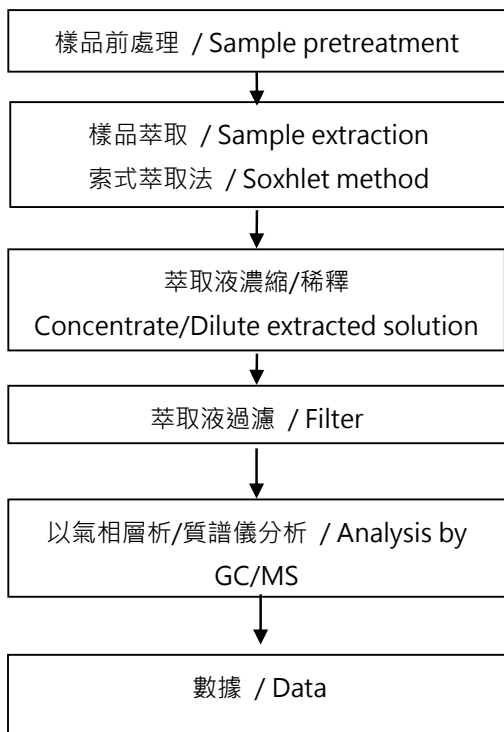 樣品前處理 / Sample pretreatment
樣品萃取 / Sample extraction
索式萃取法 / Soxhlet method
萃取液濃縮/稀釋
Concentrate/Dilute extracted solution
萃取液過濾 / Filter
以氣相層析/質譜儀分析 / Analysis by
GC/MS
數據 / Data